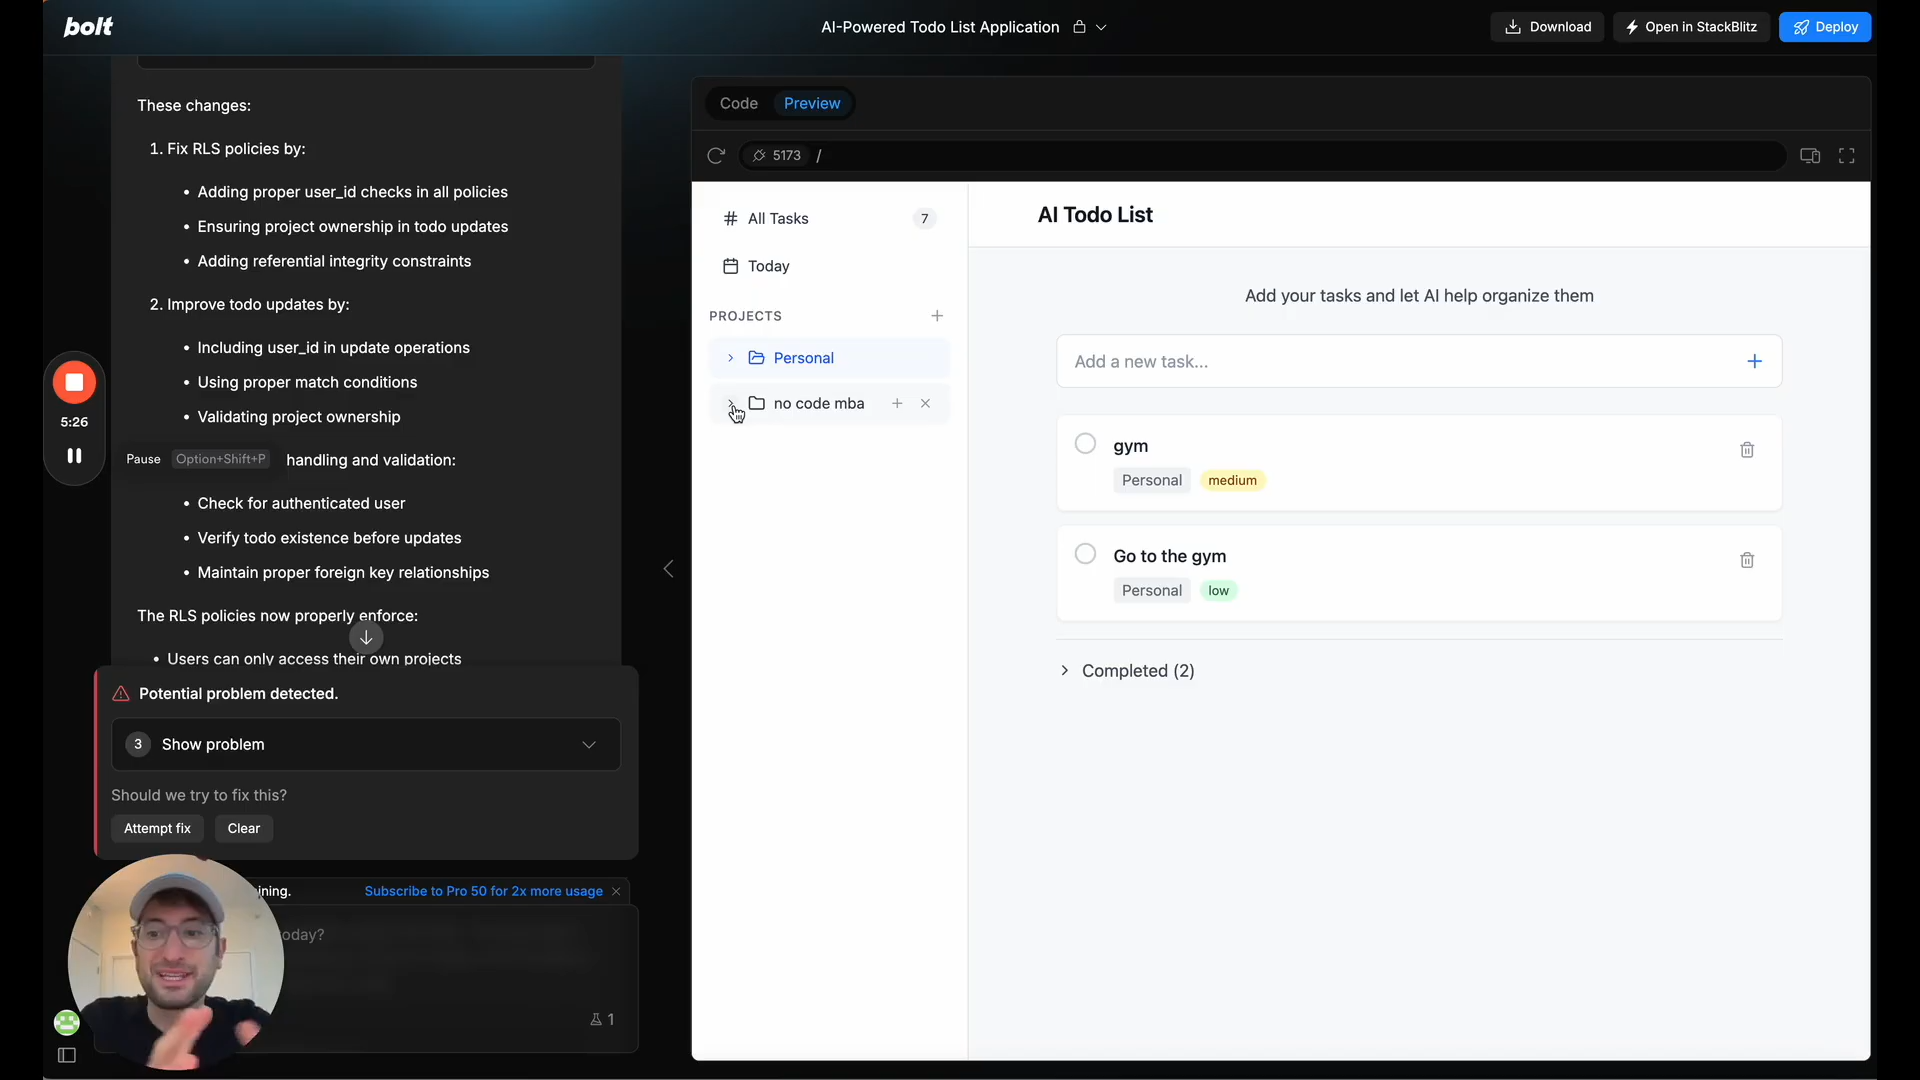 bolt
AI-Powered Todo List Application
Download
Open in StackBlitz
Deploy
These changes:
1. Fix RLS policies by:
• Adding proper user_id checks in all policies
• Ensuring project ownership in todo updates
• Adding referential integrity constraints
2. Improve todo updates by:
• Including user_id in update operations
• Using proper match conditions
• Validating project ownership
5:26
Pause Option+Shift+P
handling and validation:
• Check for authenticated user
• Verify todo existence before updates
• Maintain proper foreign key relationships
The RLS policies now properly enforce:
• Users can only access their own projects
Potential problem detected.
3 Show problem
Should we try to fix this?
Attempt fix
Clear
ining.
Subscribe to Pro 50 for 2x more usage
today?
1
Code
Preview
5173 /
# All Tasks 7
Today
PROJECTS
Personal
no code mba
AI Todo List
Add your tasks and let AI help organize them
Add a new task...
gym
Personal medium
Go to the gym
Personal low
Completed (2)